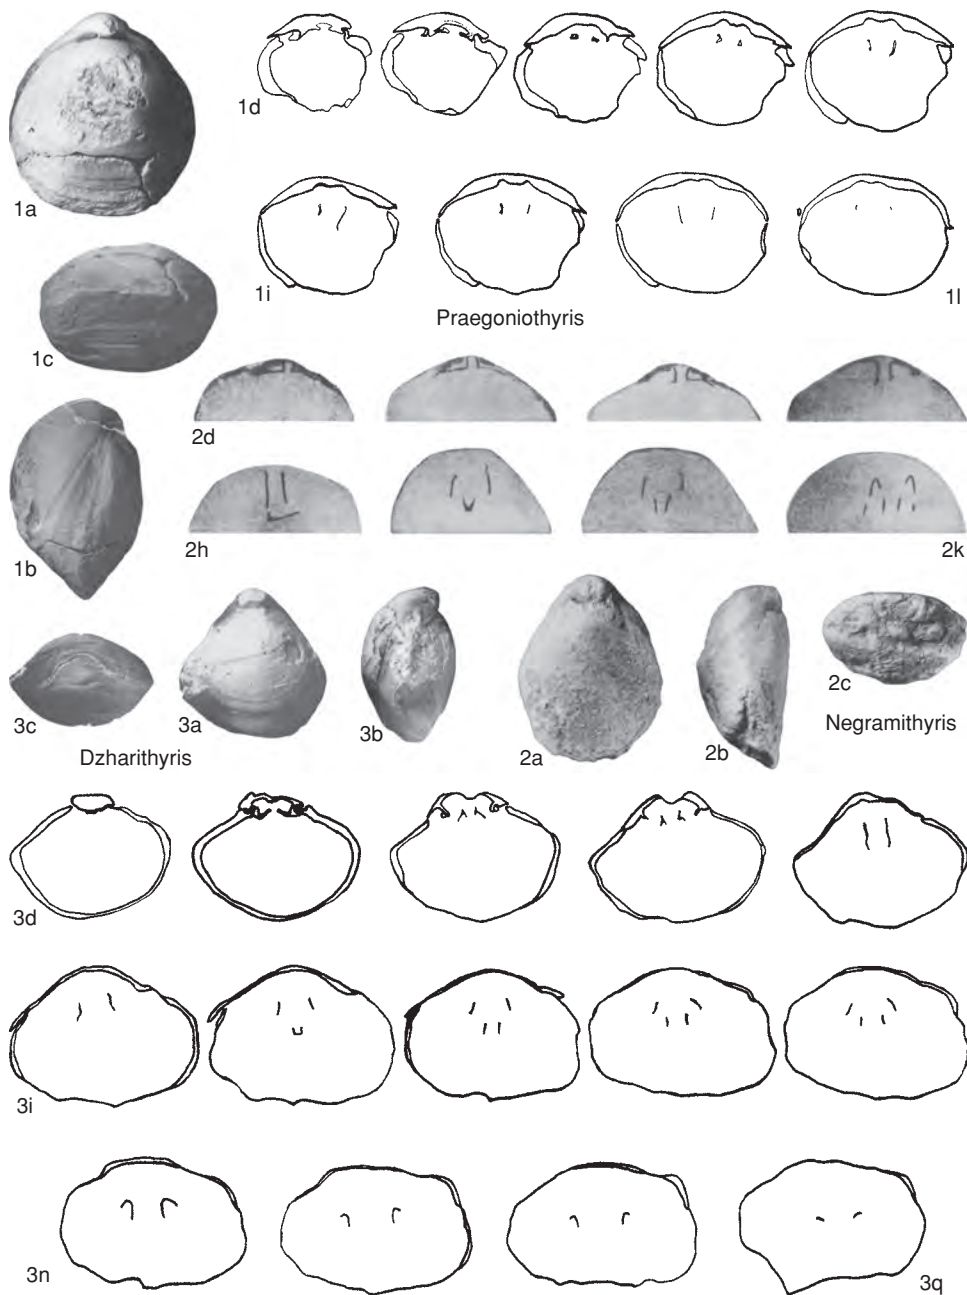 1a
1d
1i
1l
Praegoniothyris
1c
1b
2d
2h
2k
3c
3a
3b
2a
2b
2c
Dzharithyris
Negramithyris
3d
3i
3n
3q